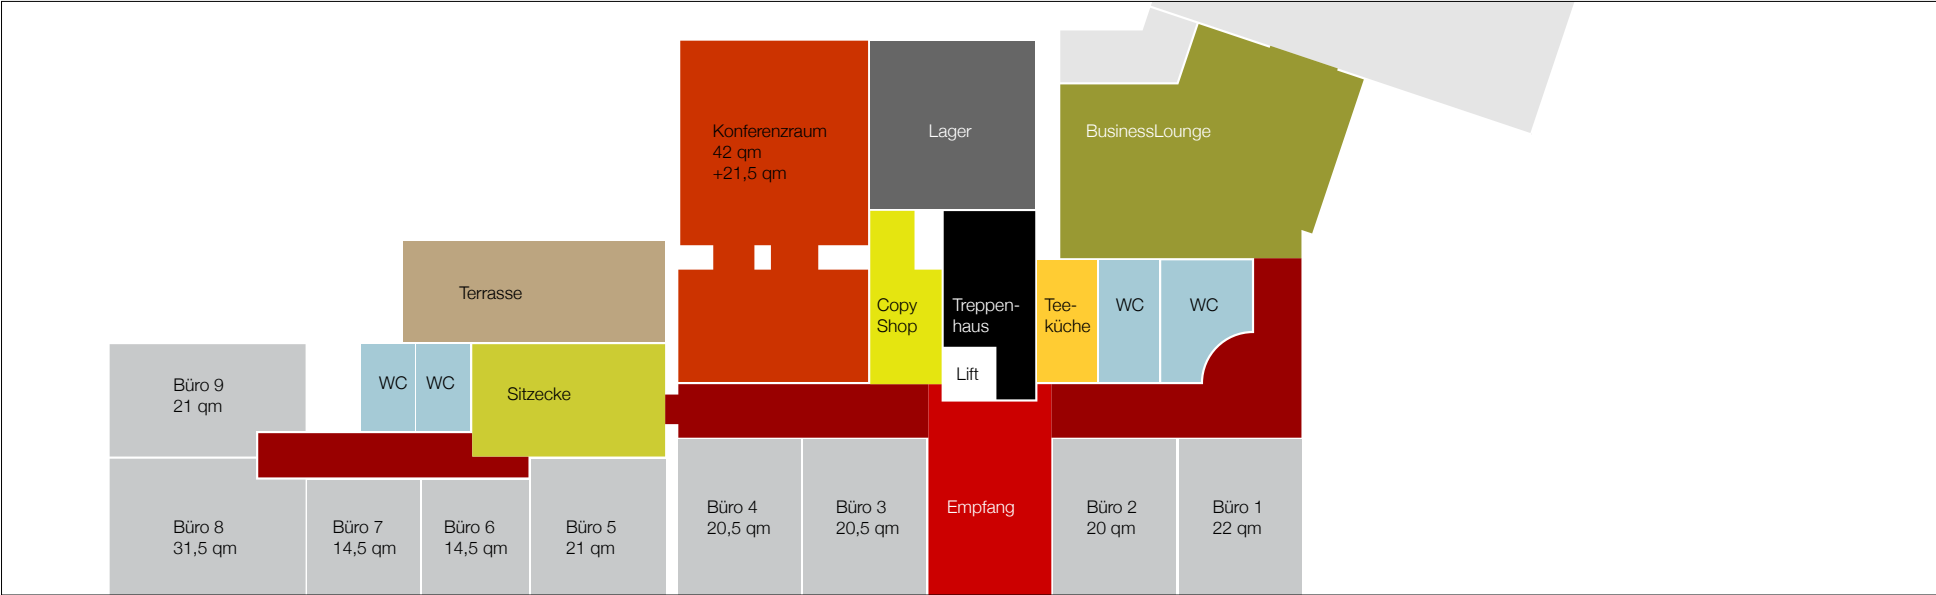 Konferenzraum
42 qm
+21,5 qm
Lager
BusinessLounge
Terrasse
Copy
Shop
Treppen-
haus
Tee-
küche
WC
WC
Lift
Büro 9
21 qm
WC
WC
Sitzecke
Büro 8
31,5 qm
Büro 7
14,5 qm
Büro 6
14,5 qm
Büro 5
21 qm
Büro 4
20,5 qm
Büro 3
20,5 qm
Empfang
Büro 2
20 qm
Büro 1
22 qm